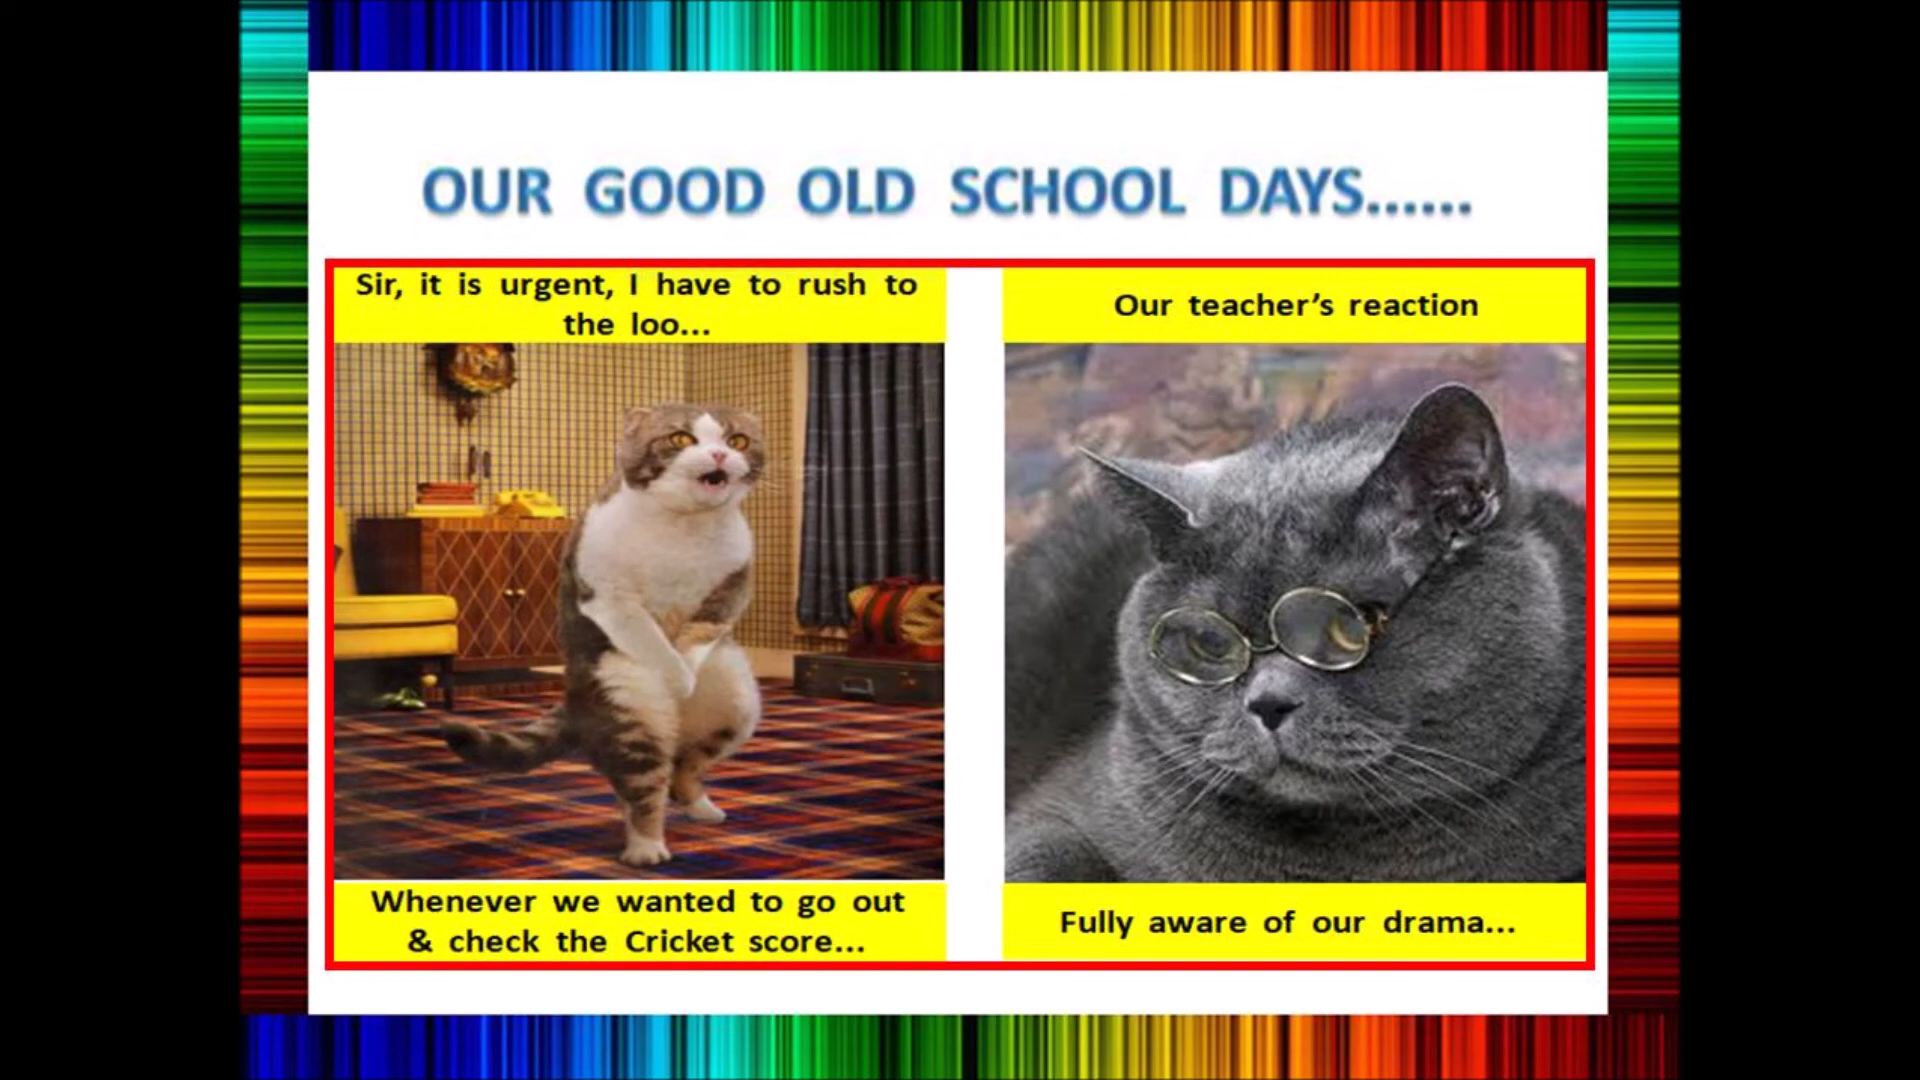 OUR GOOD OLD SCHOOL DAYS......
Sir, it is urgent, I have to rush to
the loo...
Whenever we wanted to go out
& check the Cricket score...
Our teacher’s reaction
Fully aware of our drama...